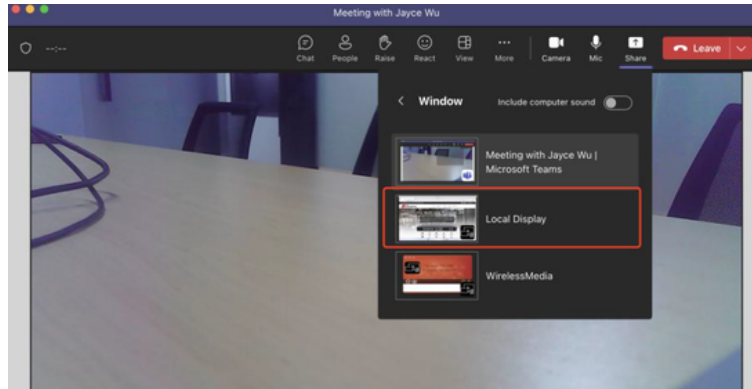 Meeting with Jayce Wu
--:--
Chat
People
Raise
React
View
More
Camera
Mic
Share
Leave
Window
Include computer sound
Meeting with Jayce Wu |
Microsoft Teams
Local Display
WirelessMedia